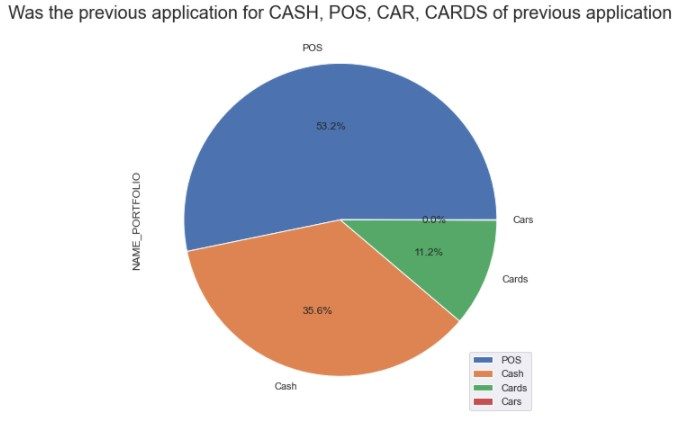 Was the previous application for CASH, POS, CAR, CARDS of previous application
POS
53.2%
NAME_PORTFOLIO
0.0%
Cars
11.2%
Cards
35.6%
Cash
POS
Cash
Cards
Cars